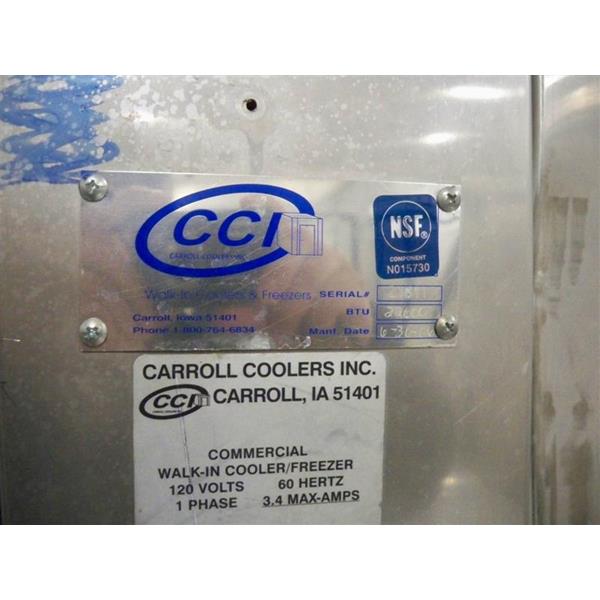 CCI
CARROLL COOLERS INC.
NSF®
COMPONENT
N015730
Walk-In Coolers & Freezers SERIAL#
BTU
Carroll, Iowa 51401
Phone 1-800-764-6834 Manf. Date
CARROLL COOLERS INC.
CCI CARROLL, IA 51401
COMMERCIAL
WALK-IN COOLER/FREEZER
120 VOLTS 60 HERTZ
1 PHASE 3.4 MAX-AMPS